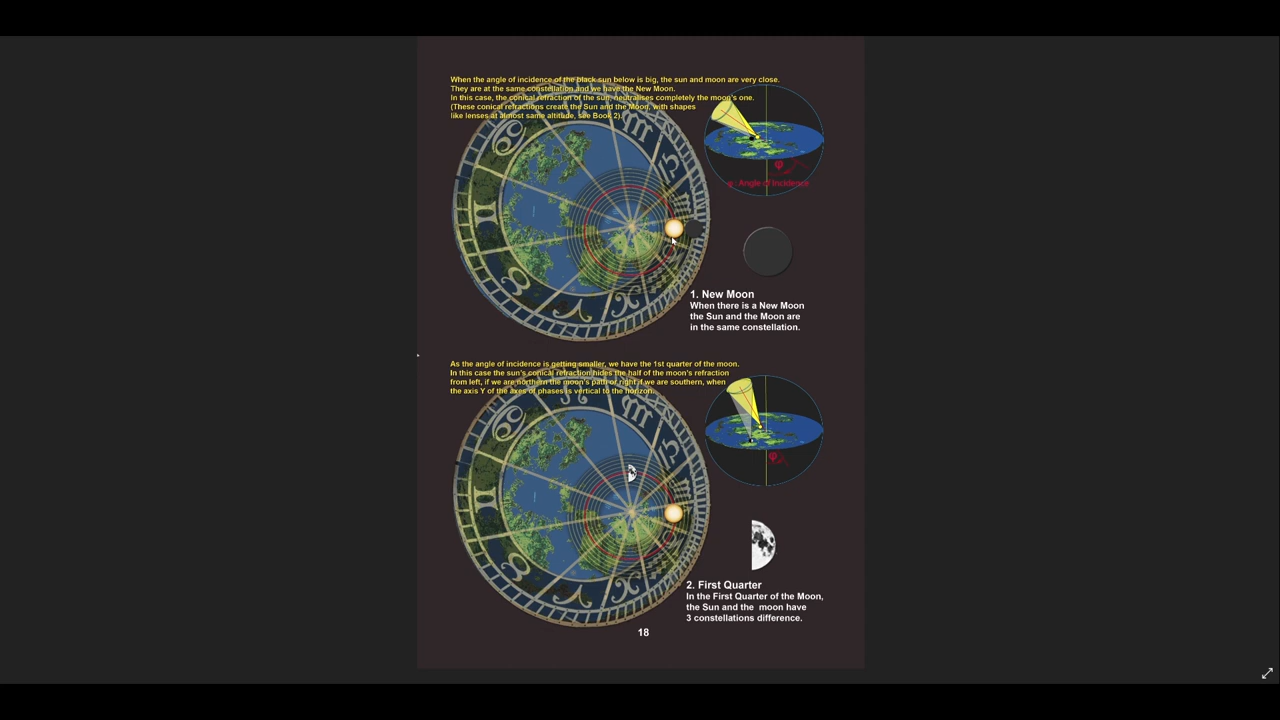 When the angle of incidence of the black sun below is big, the sun and moon are very close.
They are at the same constellation and we have the New Moon.
In this case, the conical refraction of the sun, neutralises completely the moon's one.
(These conical refractions create the Sun and the Moon, with shapes
like lenses at almost same altitude, see Book 2).
φ
φ : Angle of Incidence
1. New Moon
When there is a New Moon
the Sun and the Moon are
in the same constellation.
As the angle of incidence is getting smaller, we have the 1st quarter of the moon.
In this case the sun's conical refraction hides the half of the moon's refraction
from left, if we are northern the moon's path or right if we are southern, when
the axis Y of the axes of phases is vertical to the horizon.
φ
2. First Quarter
In the First Quarter of the Moon,
the Sun and the moon have
3 constellations difference.
18